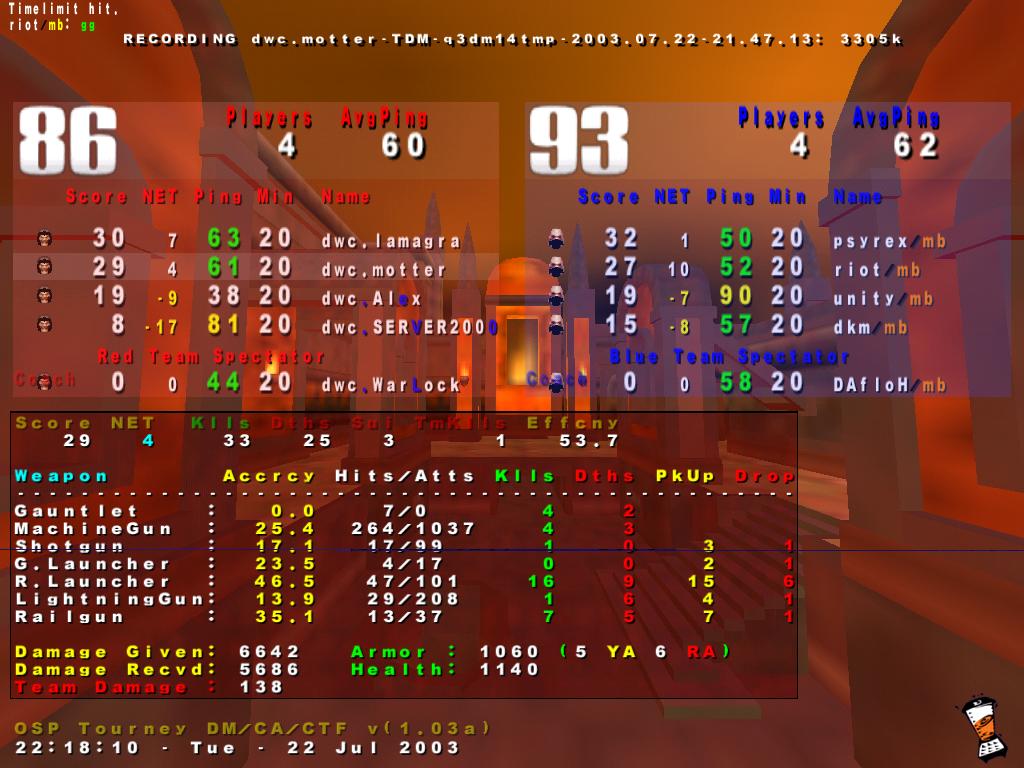 Timelimit hit.
riot/mb: gg
RECORDING dwc.motter-TDM-q3dm14tmp-2003.07.22-21.47.13: 3305k
86 Players AvgPing
4 60
Score NET Ping Min Name
30 7 63 20 dwc.lamagra
29 4 61 20 dwc.motter
19 -9 38 20 dwc.Alex
8 -17 81 20 dwc.SERVER2000
Red Team Spectator
Coach 0 0 44 20 dwc.WarLock
93 Players AvgPing
4 62
Score NET Ping Min Name
32 1 50 20 psyrex/mb
27 10 52 20 riot/mb
19 -7 90 20 unity/mb
15 -8 57 20 dkm/mb
Blue Team Spectator
Coach 0 0 58 20 DAfloH/mb
Score NET Klls Dths Sui TmKlls Effcny
29 4 33 25 3 1 53.7
Weapon Accrcy Hits/Atts Klls Dths PkUp Drop
Gauntlet : 0.0 7/0 4 2
MachineGun : 25.4 264/1037 4 3
Shotgun : 17.1 17/99 1 0 3 1
G.Launcher : 23.5 4/17 0 0 2 1
R.Launcher : 46.5 47/101 16 9 15 6
LightningGun: 13.9 29/208 1 6 4 1
Railgun : 35.1 13/37 7 5 7 1
Damage Given: 6642 Armor : 1060 (5 YA 6 RA)
Damage Recvd: 5686 Health: 1140
Team Damage : 138
OSP Tourney DM/CA/CTF v(1.03a)
22:18:10 - Tue - 22 Jul 2003